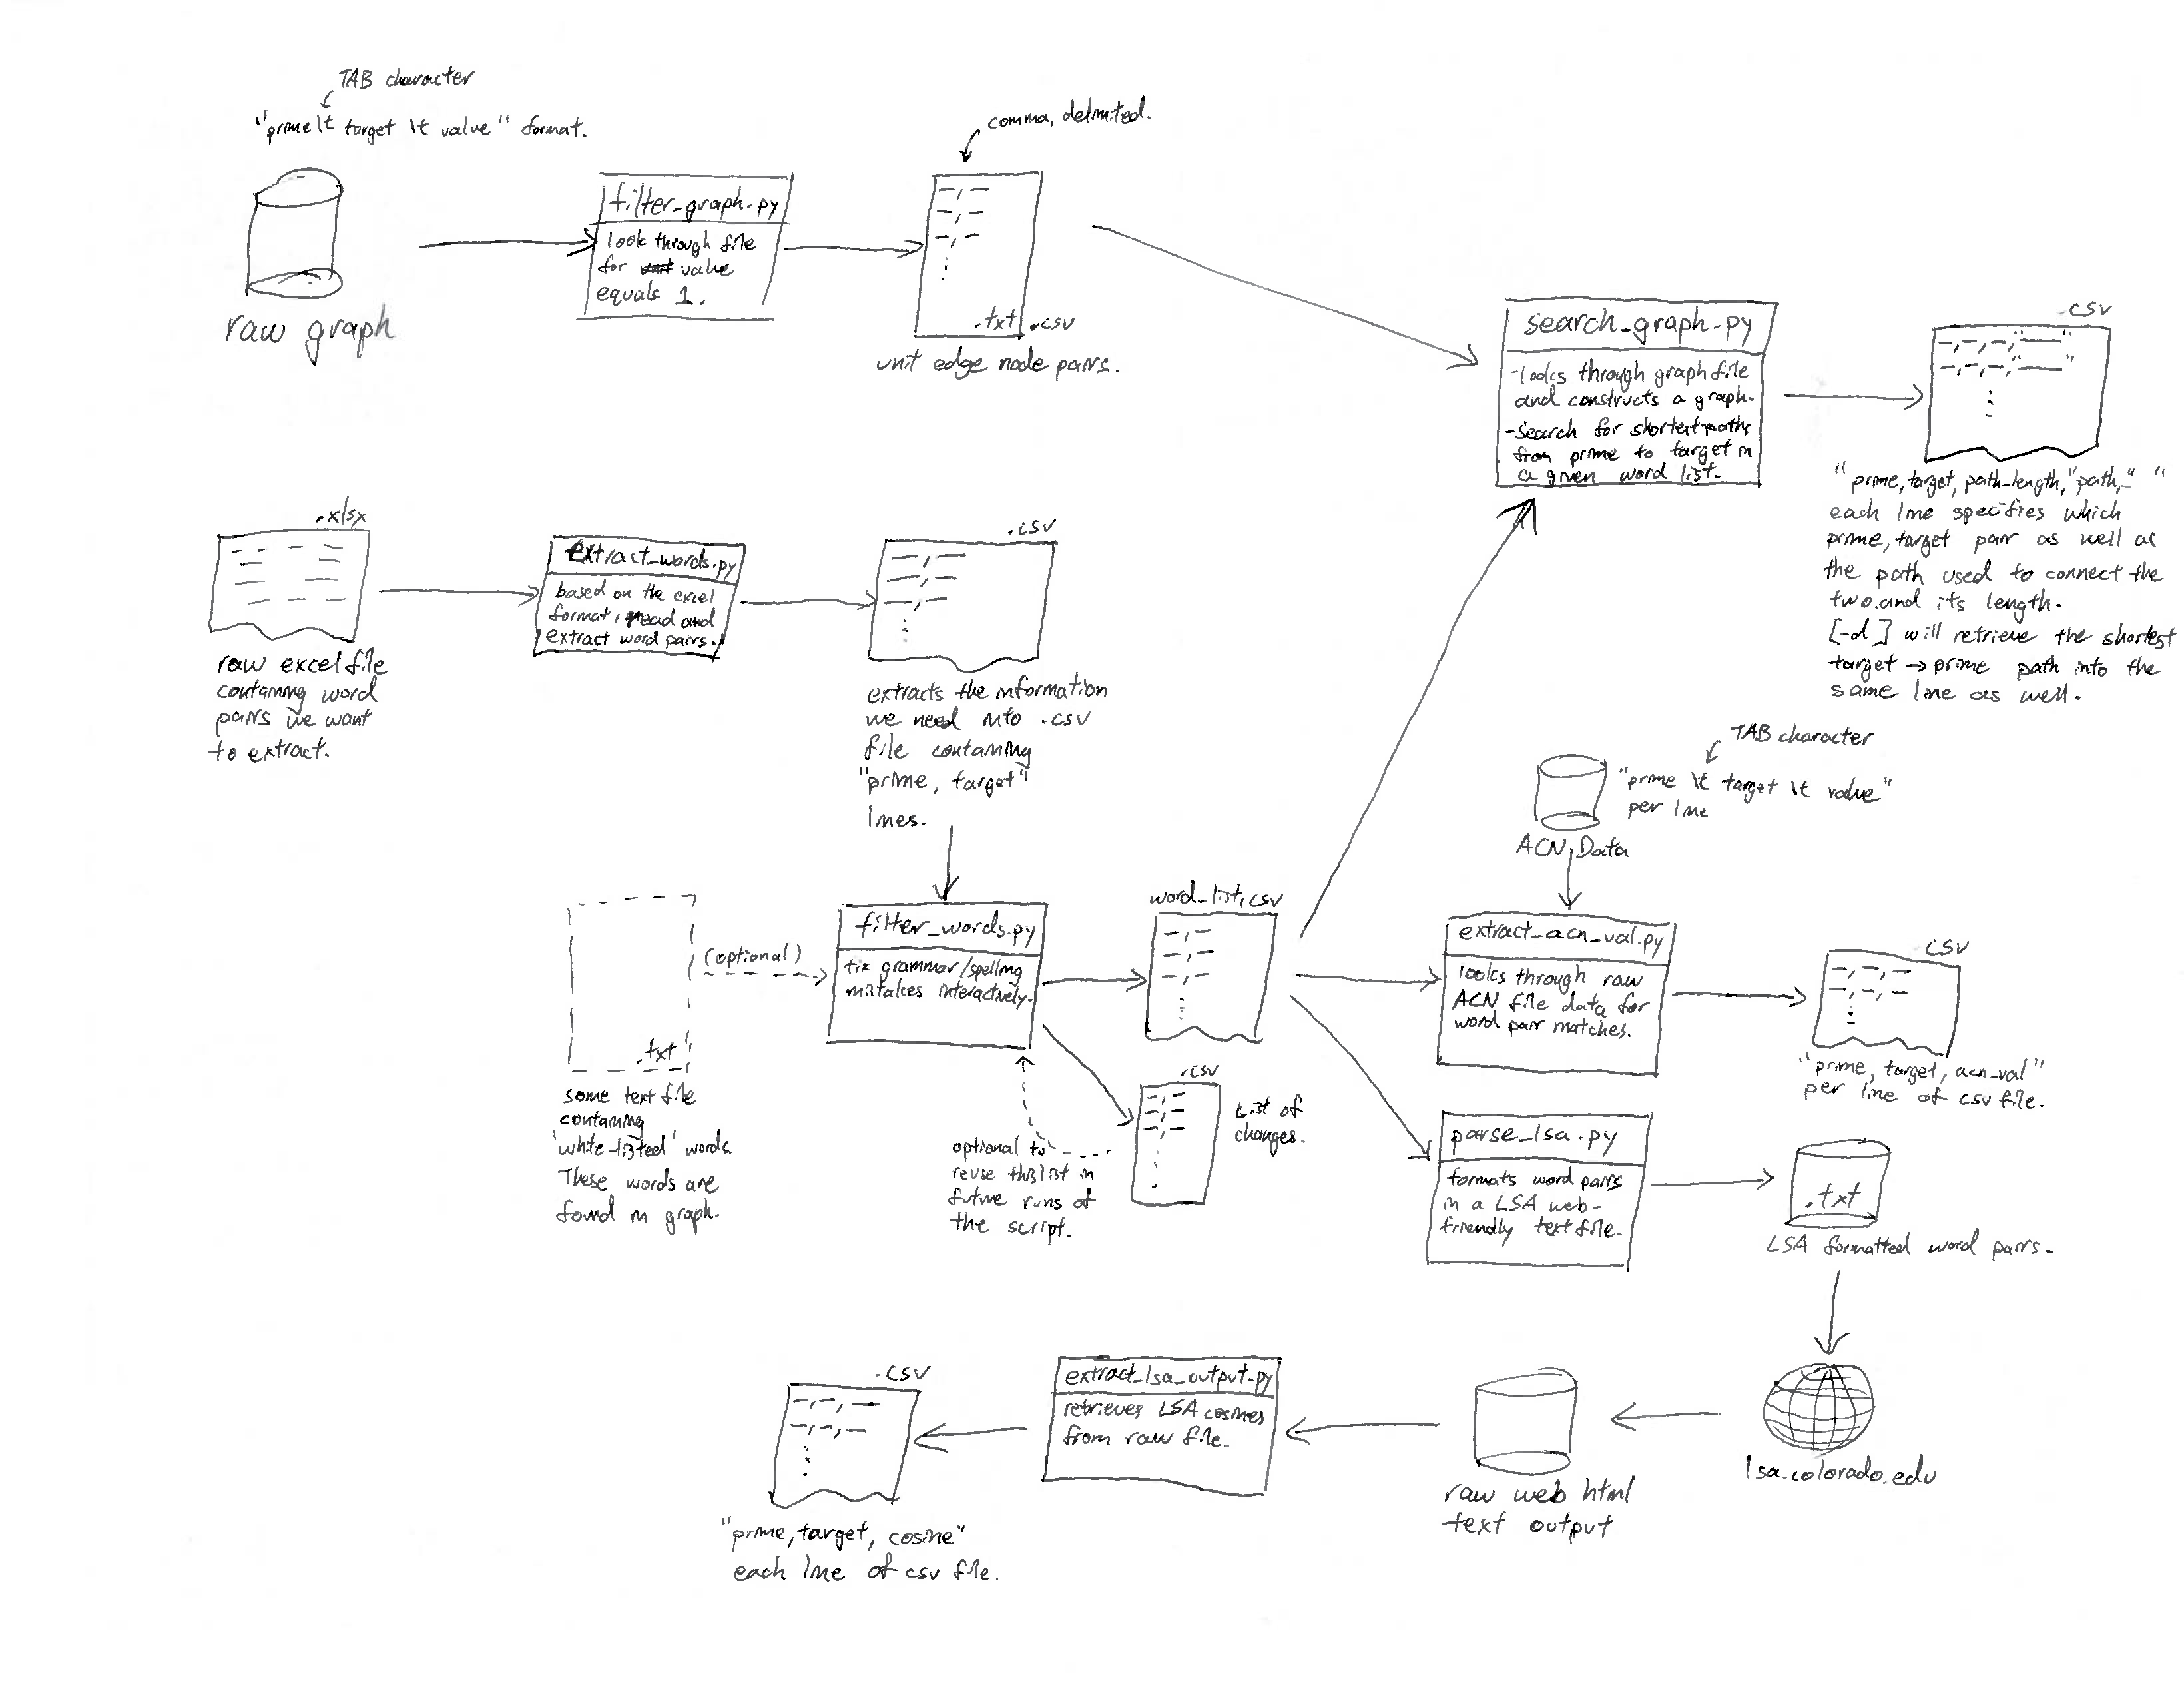 TAB character
"prime \t target \t value" format.
raw graph
filter_graph.py
look through file
for value
equals 1.
comma, delimited.
.txt/.csv
unit edge node pairs.
search_graph.py
-looks through graph file
and constructs a graph.
-search for shortest paths
from prime to target in
a given word list.
.csv
"prime, target, path_length, "path," "
each line specifies which
prime, target pair as well as
the path used to connect the
two and its length.
[-d] will retrieve the shortest
target → prime path into the
same line as well.
.xlsx
raw excel file
containing word
pairs we want
to extract.
extract_words.py
based on the excel
format, read and
extract word pairs.
.csv
extracts the information
we need into .csv
file containing
"prime, target"
lines.
.txt
some text file
containing
'white-listed' words
These words are
found in graph.
(optional)
filter_words.py
fix grammar/spelling
mistakes interactively.
word_list.csv
.csv
List of
changes.
optional to
reuse this list in
future runs of
the script.
TAB character
"prime \t target \t value"
per line
ACN Data
extract_acn_val.py
looks through raw
ACN file data for
word pair matches.
.csv
"prime, target, acn_val"
per line of csv file.
parse_lsa.py
formats word pairs
in a LSA web-
friendly text file.
.txt
LSA formatted word pairs.
lsa.colorado.edu
raw web html
text output
extract_lsa_output.py
retrieves LSA cosines
from raw file.
.csv
"prime, target, cosine"
each line of csv file.